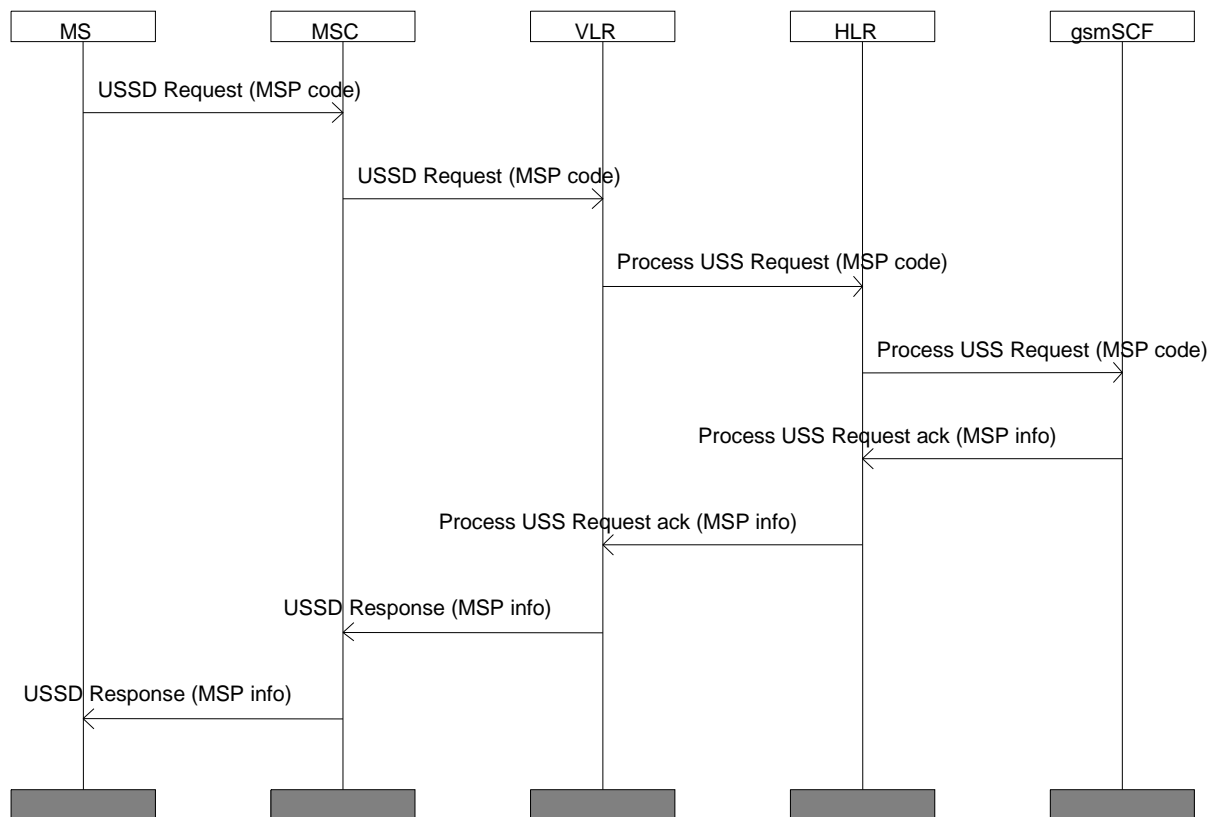 MS MSC VLR HLR gsmSCF
USSD Request (MSP code)
USSD Request (MSP code)
Process USS Request (MSP code)
Process USS Request (MSP code)
Process USS Request ack (MSP info)
Process USS Request ack (MSP info)
USSD Response (MSP info)
USSD Response (MSP info)